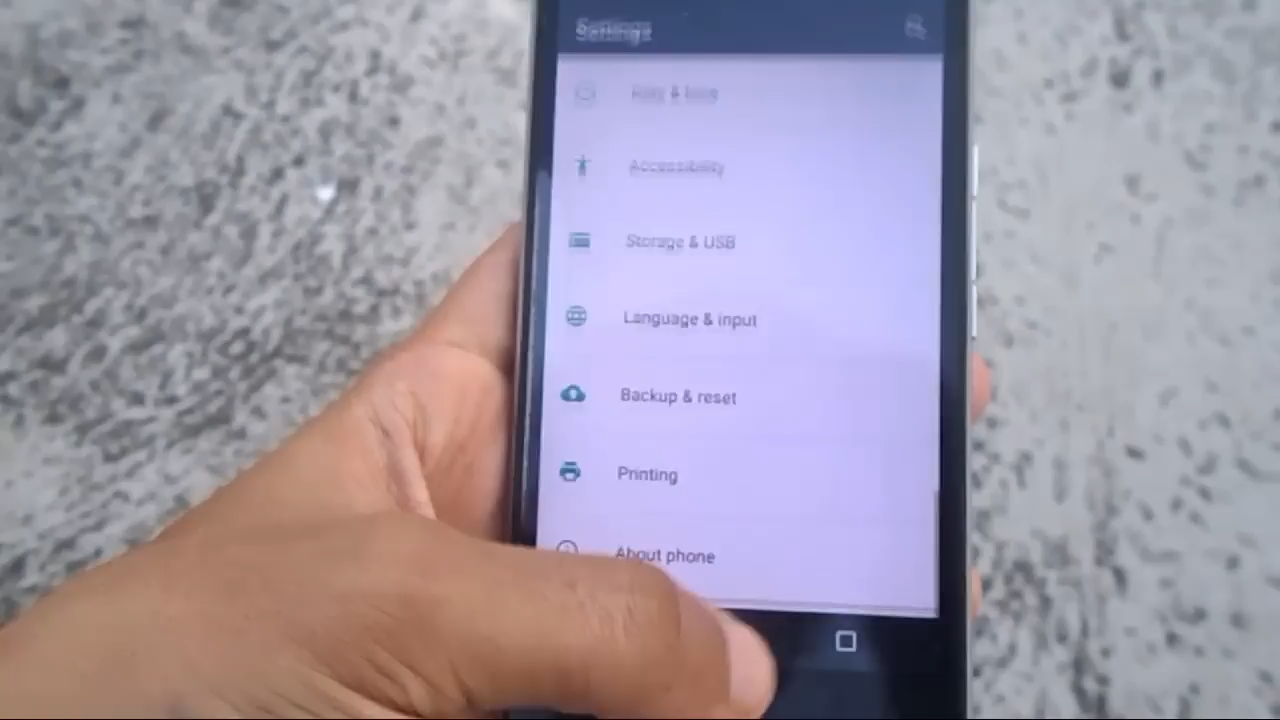 Settings
Accessibility
Storage & USB
Language & input
Backup & reset
Printing
About phone